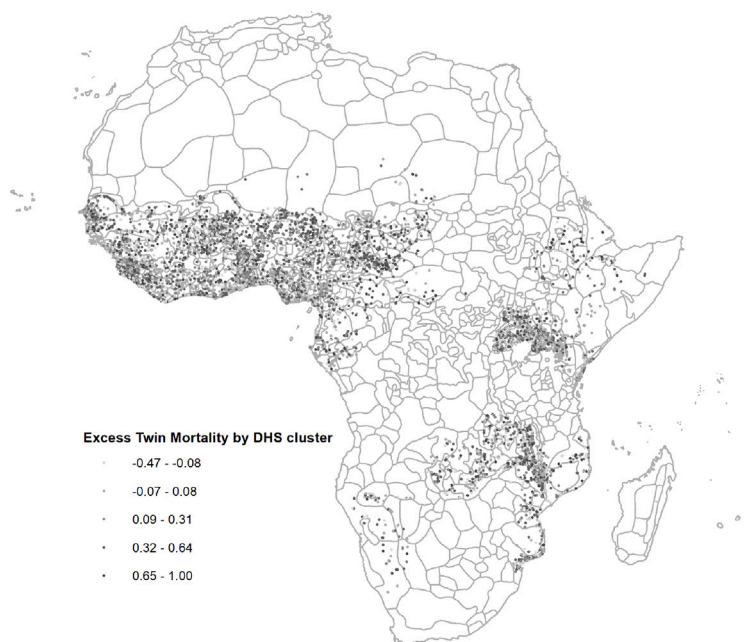 Excess Twin Mortality by DHS cluster
-0.47 - -0.08
-0.07 - 0.08
0.09 - 0.31
0.32 - 0.64
0.65 - 1.00